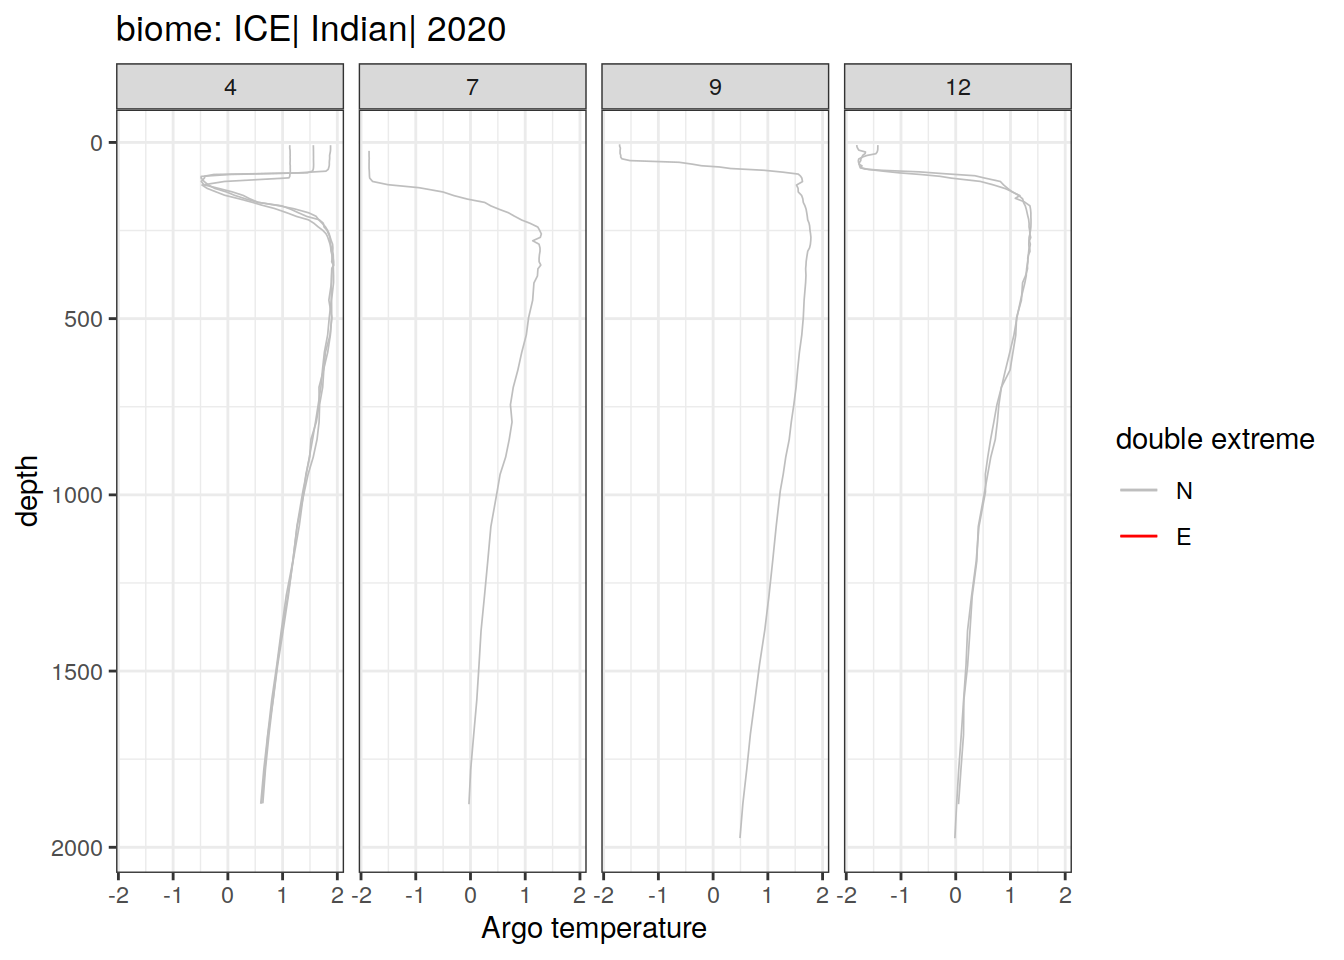 biome: ICE| Indian| 2020
4 7 9 12
0
500
1000
1500
2000
depth
-2 -1 0 1 2 -2 -1 0 1 2 -2 -1 0 1 2 -2 -1 0 1 2
Argo temperature
double extreme
N
E